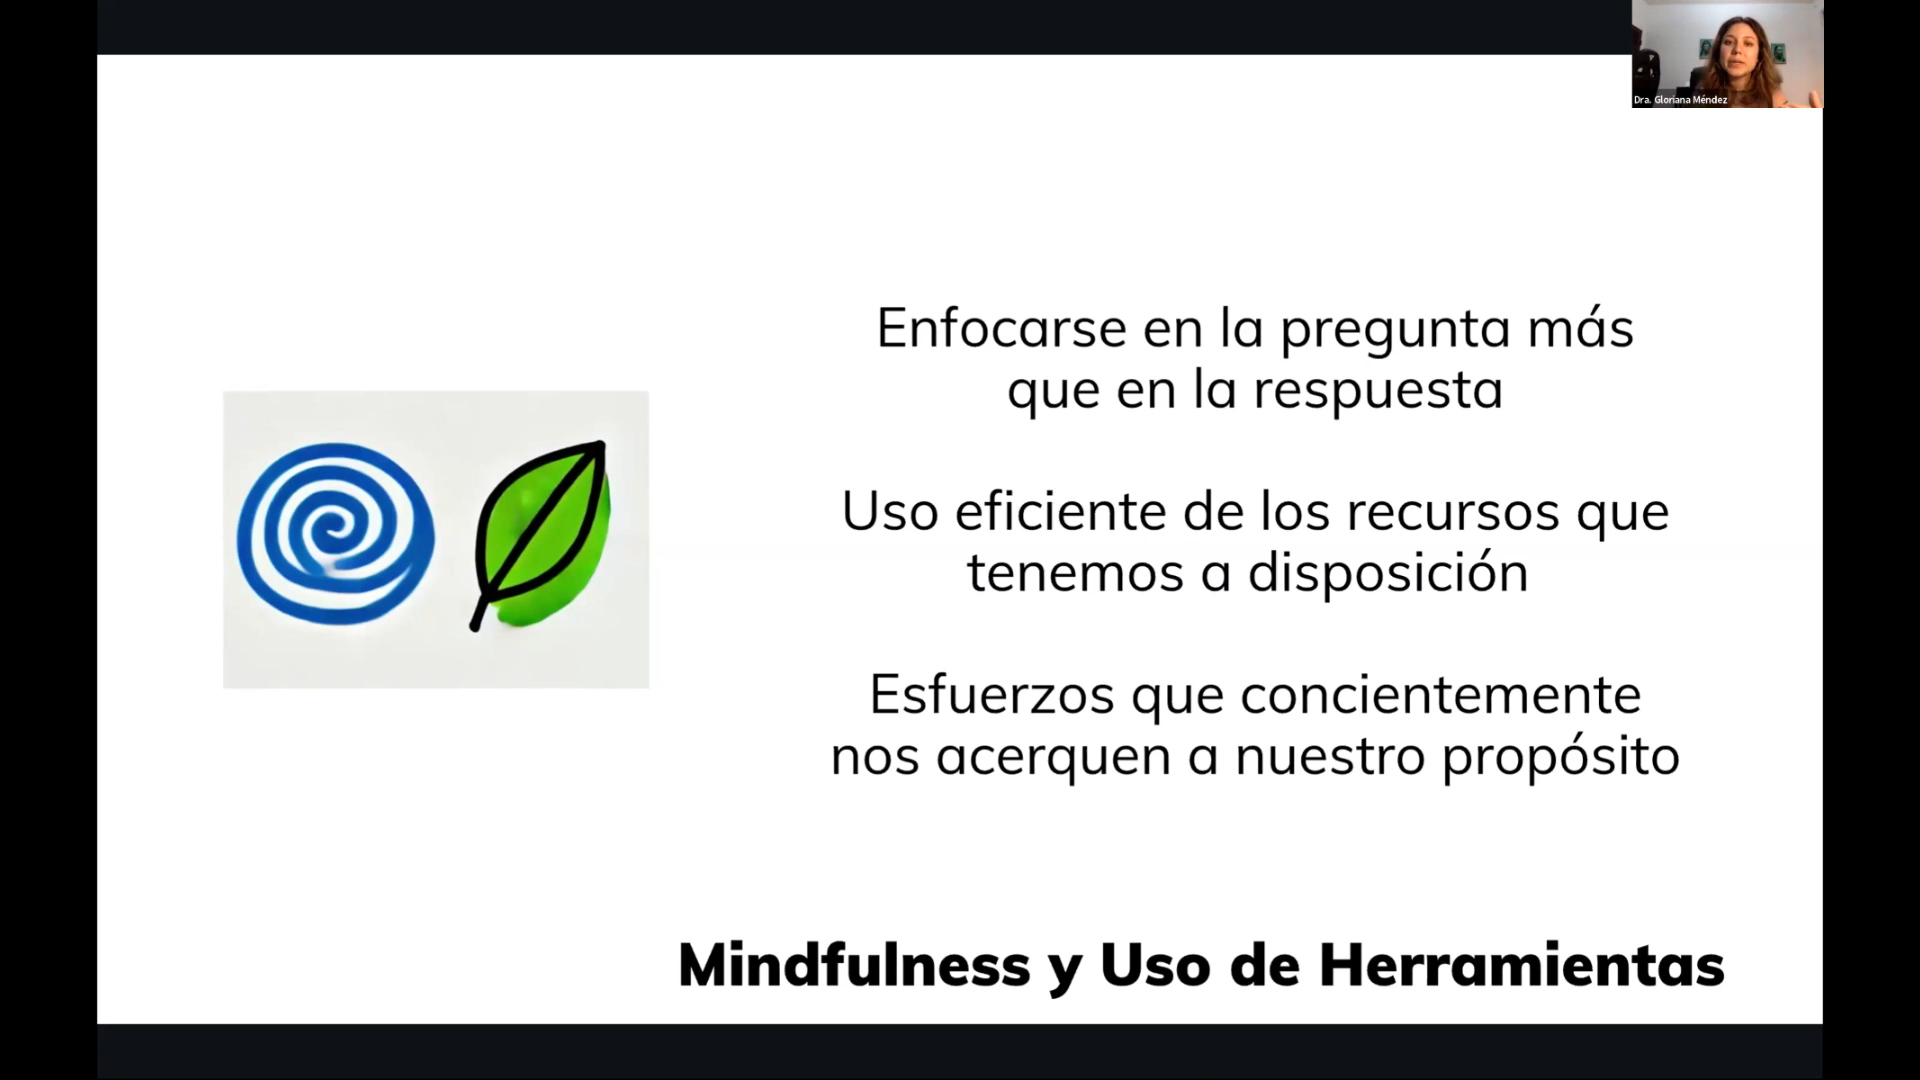 Dra. Gloriana Méndez
Enfocarse en la pregunta más
que en la respuesta
Uso eficiente de los recursos que
tenemos a disposición
Esfuerzos que concientemente
nos acerquen a nuestro propósito
Mindfulness y Uso de Herramientas